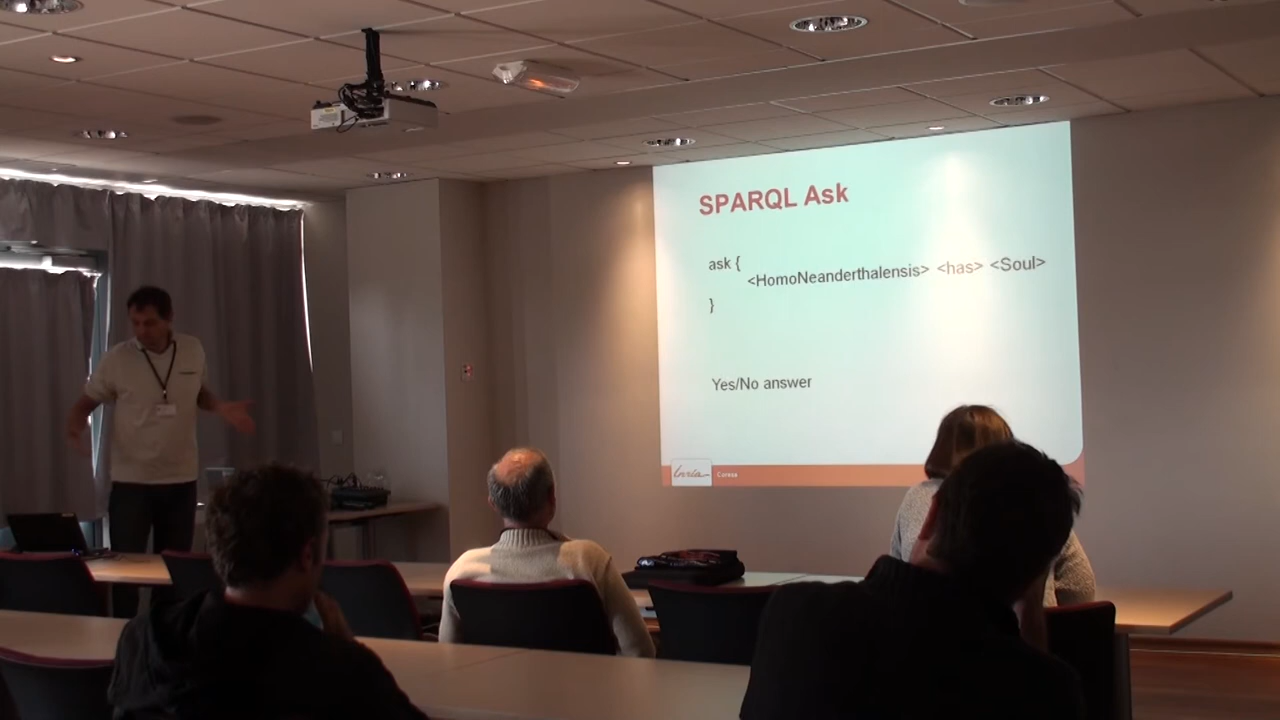 SPARQL Ask
ask {
<HomoNeanderthalensis> <has> <Soul>
}
Yes/No answer
Inria